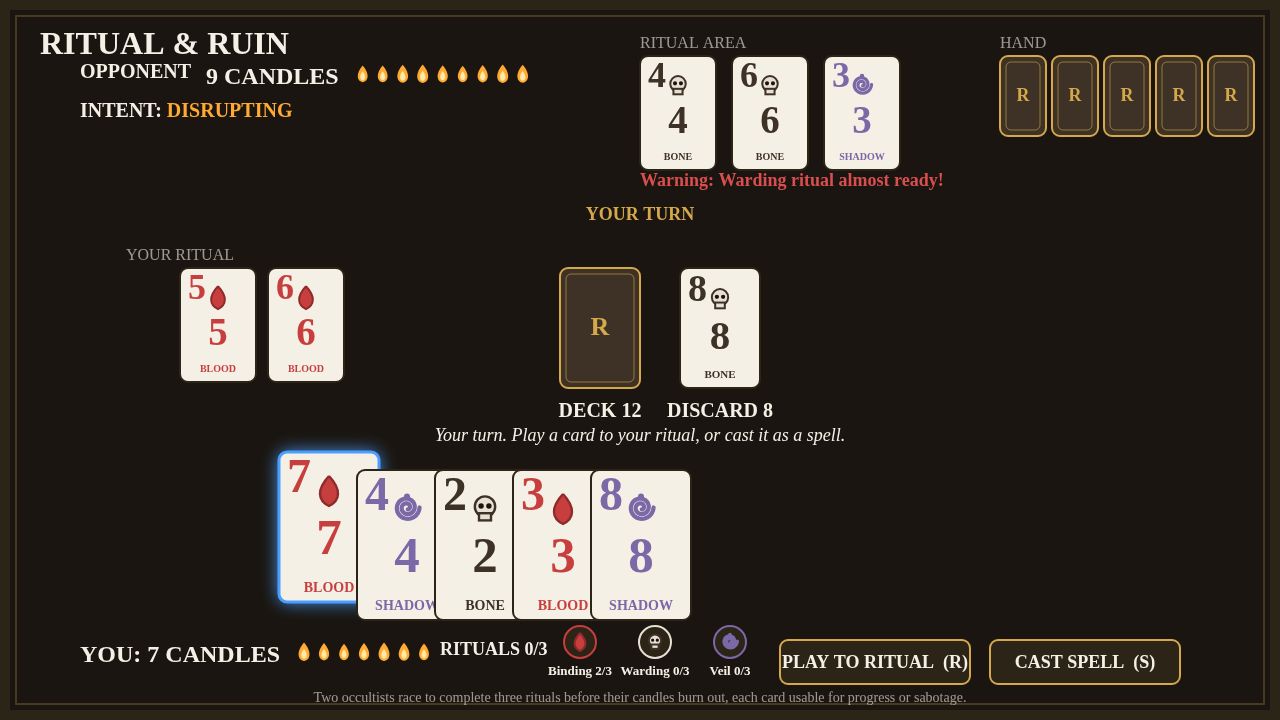 RITUAL & RUIN
OPPONENT 9 CANDLES
INTENT: DISRUPTING
RITUAL AREA
4
4
BONE
6
6
BONE
3
3
SHADOW
Warning: Warding ritual almost ready!
HAND
R R R R R
YOUR TURN
YOUR RITUAL
5
5
BLOOD
6
6
BLOOD
R
DECK 12
8
8
BONE
DISCARD 8
Your turn. Play a card to your ritual, or cast it as a spell.
7
7
BLOOD
4
4
SHADOW
2
2
BONE
3
3
BLOOD
8
8
SHADOW
YOU: 7 CANDLES
RITUALS 0/3
Binding 2/3 Warding 0/3 Veil 0/3
PLAY TO RITUAL (R)
CAST SPELL (S)
Two occultists race to complete three rituals before their candles burn out, each card usable for progress or sabotage.